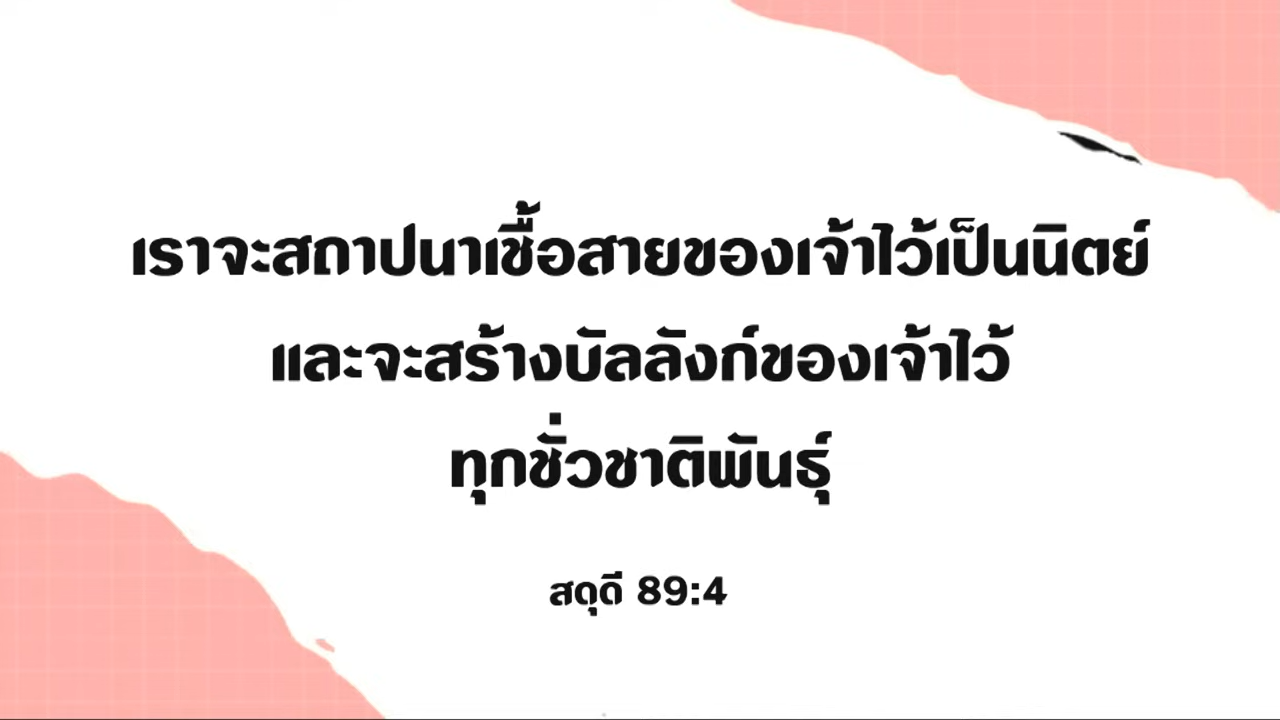 เราจะสถาปนาเชื้อสายของเจ้าไว้เป็นนิตย์
และจะสร้างบัลลังก์ของเจ้าไว้
ทุกชั่วชาติพันธุ์
สดุดี 89:4